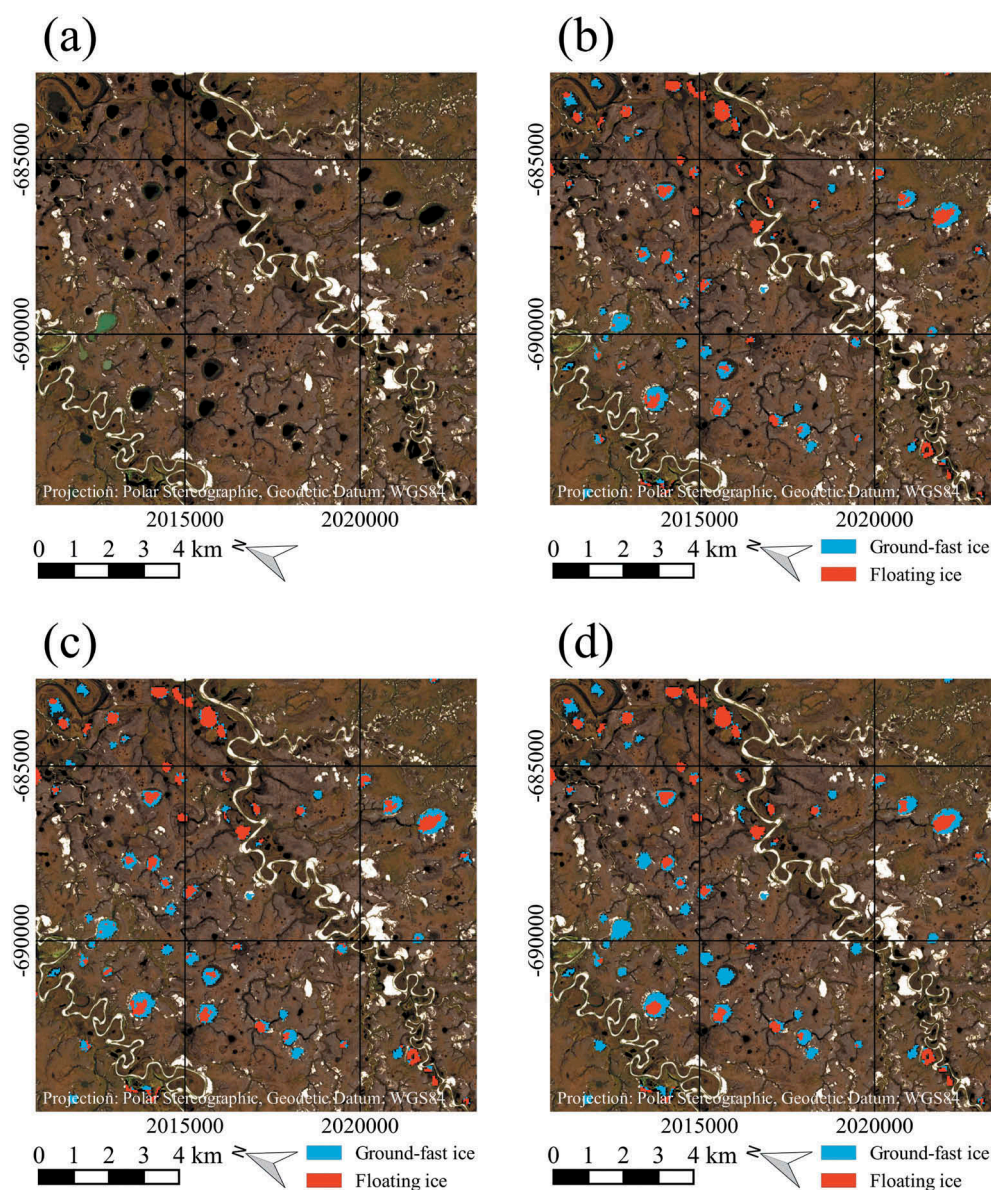 (a)
(b)
-685000
-690000
-685000
-690000
Projection: Polar Stereographic, Geodetic Datum; WGS84
Projection: Polar Stereographic, Geodetic Datum; WGS84
2015000
2020000
2015000
2020000
0 1 2 3 4 km
N
0 1 2 3 4 km
N
Ground-fast ice
Floating ice
(c)
(d)
-685000
-690000
-685000
-690000
Projection: Polar Stereographic, Geodetic Datum; WGS84
Projection: Polar Stereographic, Geodetic Datum; WGS84
2015000
2020000
2015000
2020000
0 1 2 3 4 km
N
Ground-fast ice
Floating ice
0 1 2 3 4 km
N
Ground-fast ice
Floating ice